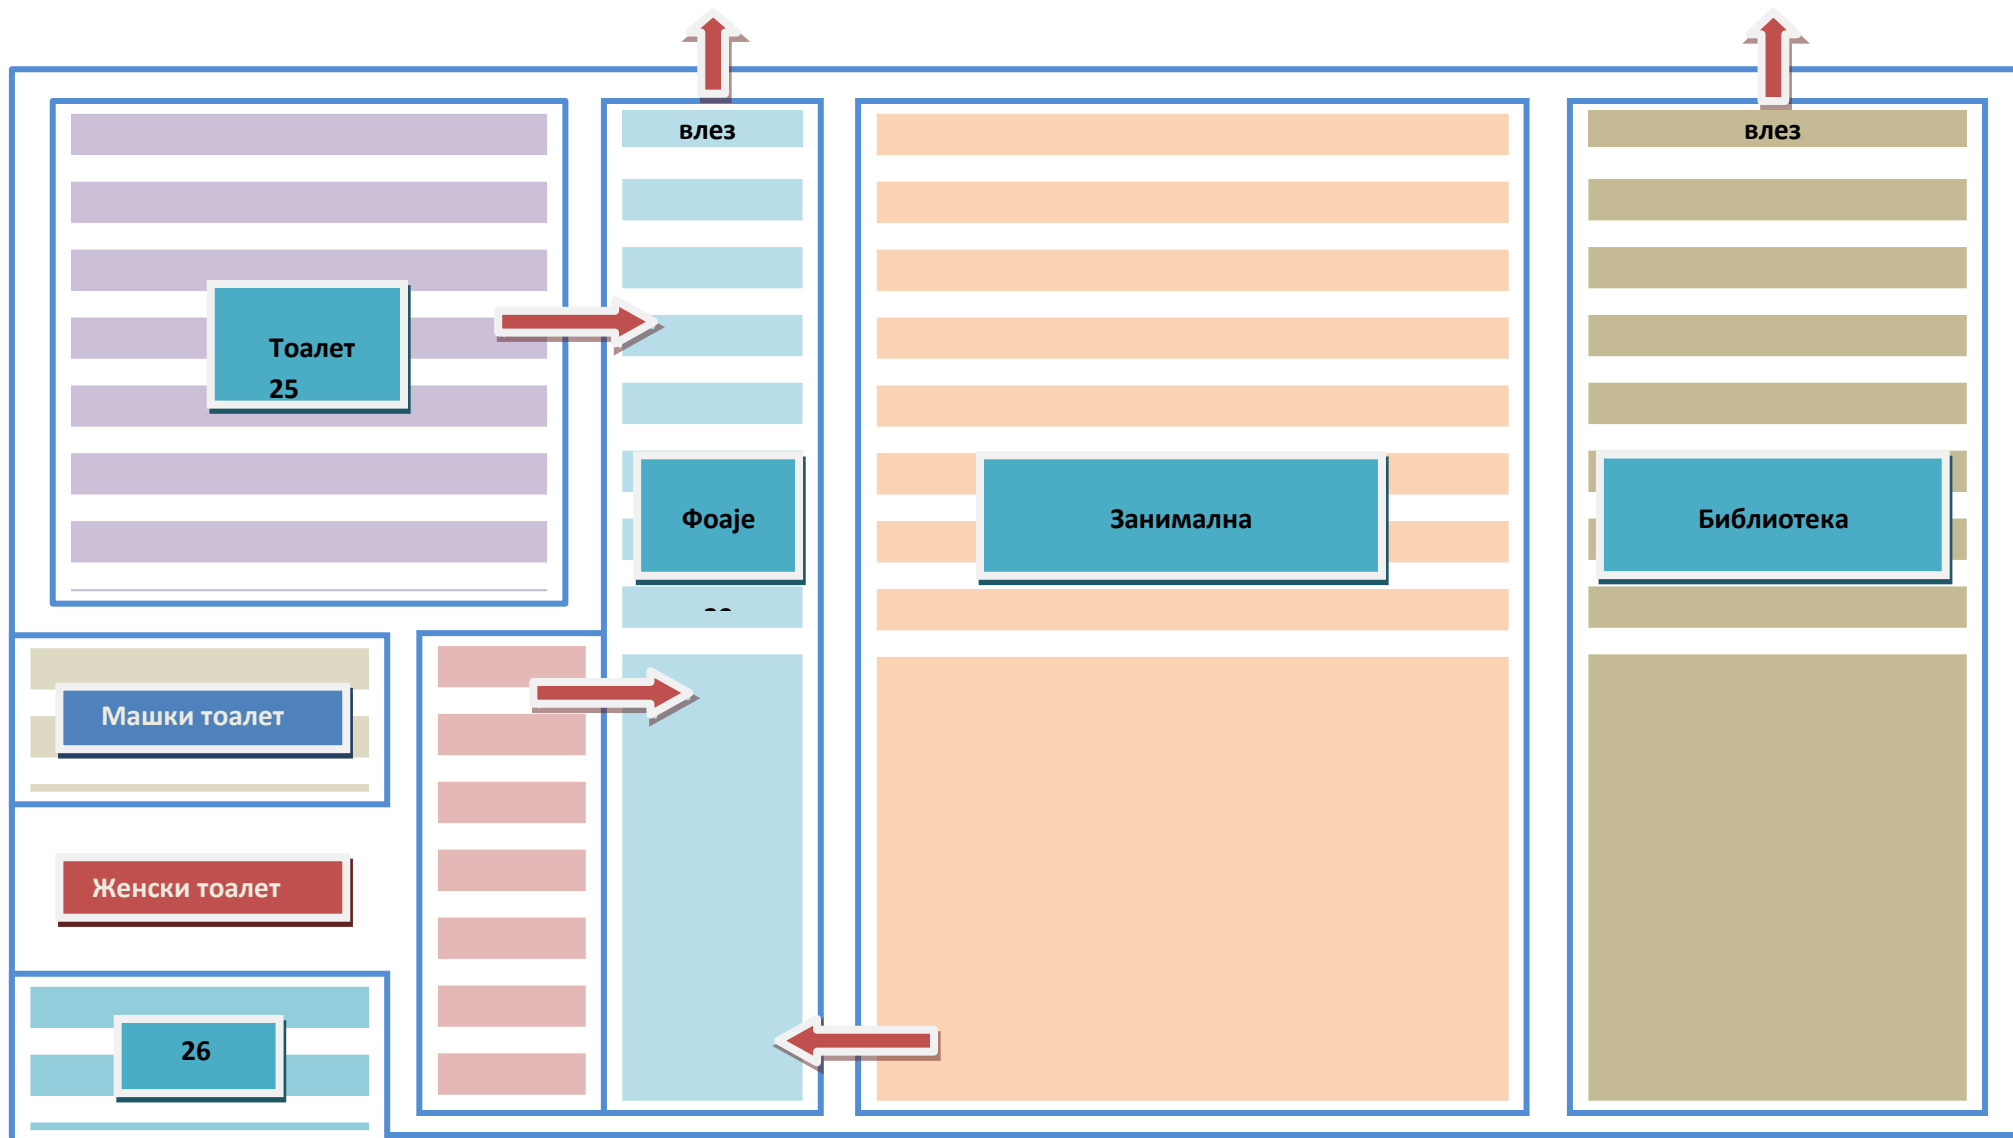 влез
влез
Тоалет
25
Фоаје
Занимална
Библиотека
Машки тоалет
Женски тоалет
26